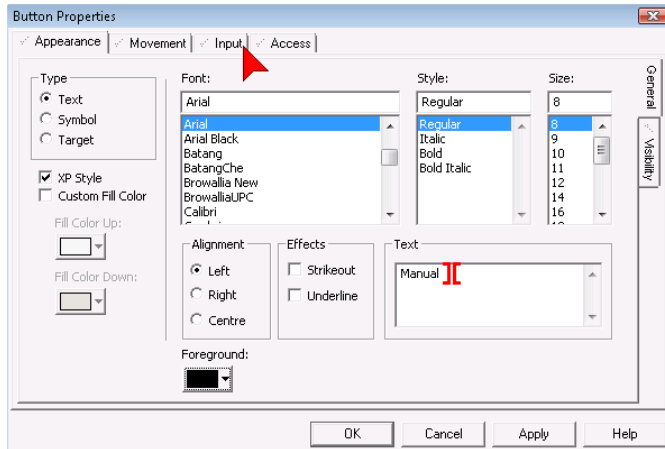 Button Properties
Appearance Movement Input Access
Type
Text
Symbol
Target
XP Style
Custom Fill Color
Fill Color Up:
Fill Color Down:
Font:
Arial
Arial
Arial Black
Batang
BatangChe
Browallia New
BrowalliaUPC
Calibri
Style:
Regular
Regular
Italic
Bold
Bold Italic
Size:
8
8
9
10
11
12
14
16
Alignment
Left
Right
Centre
Effects
Strikeout
Underline
Text
Manual
Foreground:
General
Visibility
OK Cancel Apply Help